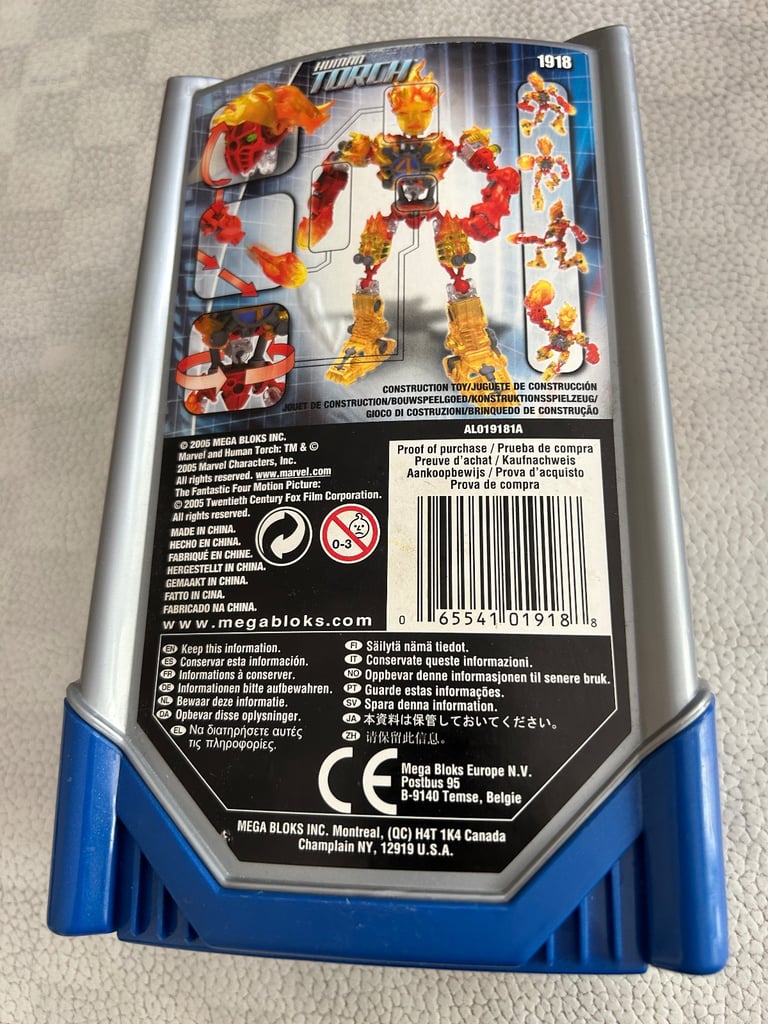 HUMAN
TORCH
1918
CONSTRUCTION TOY/JUGUETE DE CONSTRUCCIÓN
JOUET DE CONSTRUCTION/BOUWSPEELGOED/KONSTRUKTIONSSPIELZEUG/
GIOCO DI COSTRUZIONI/BRINQUEDO DE CONSTRUÇÃO
AL019181A
© 2005 MEGA BLOKS INC.
Marvel and Human Torch: TM & ©
2005 Marvel Characters, Inc.
All rights reserved. www.marvel.com
The Fantastic Four Motion Picture:
© 2005 Twentieth Century Fox Film Corporation.
All rights reserved.
MADE IN CHINA.
HECHO EN CHINA.
FABRIQUÉ EN CHINE.
HERGESTELLT IN CHINA.
GEMAAKT IN CHINA.
FATTO IN CINA.
FABRICADO NA CHINA.
www.megabloks.com
0-3
Proof of purchase / Prueba de compra
Preuve d'achat / Kaufnachweis
Aankoopbewijs / Prova d'acquisto
Prova de compra
0 65541 01918 8
EN Keep this information.
ES Conservar esta información.
FR Informations à conserver.
DE Informationen bitte aufbewahren.
NL Bewaar deze informatie.
DA Opbevar disse oplysninger.
EL Να διατηρήσετε αυτές
τις πληροφορίες.
FI Säilytä nämä tiedot.
IT Conservate queste informazioni.
NO Oppbevar denne informasjonen til senere bruk.
PT Guarde estas informações.
SV Spara denna information.
JA 本資料は保管しておいてください。
ZH 请保留此信息。
CE
Mega Bloks Europe N.V.
Postbus 95
B-9140 Temse, Belgie
MEGA BLOKS INC. Montreal, (QC) H4T 1K4 Canada
Champlain NY, 12919 U.S.A.